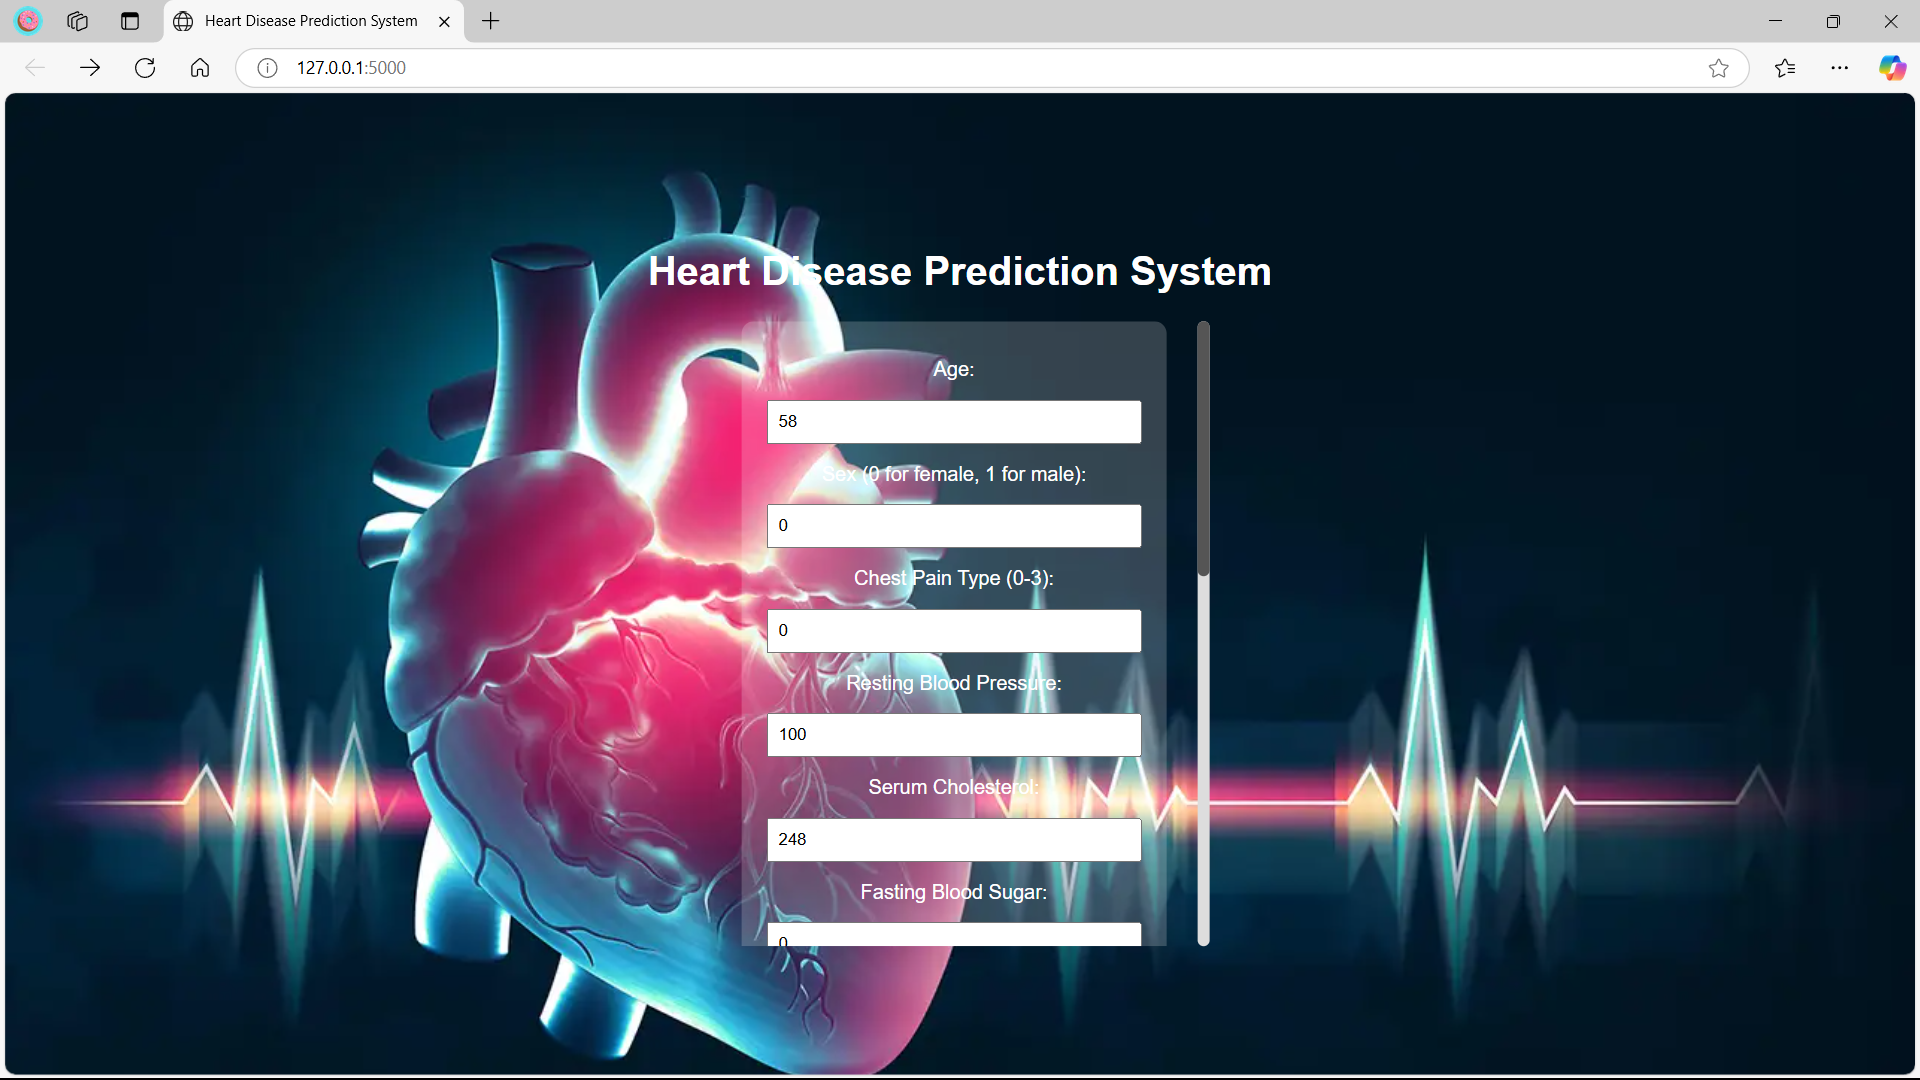 Heart Disease Prediction System
127.0.0.1:5000
Heart Disease Prediction System
Age:
58
Sex (0 for female, 1 for male):
0
Chest Pain Type (0-3):
0
Resting Blood Pressure:
100
Serum Cholesterol:
248
Fasting Blood Sugar:
0